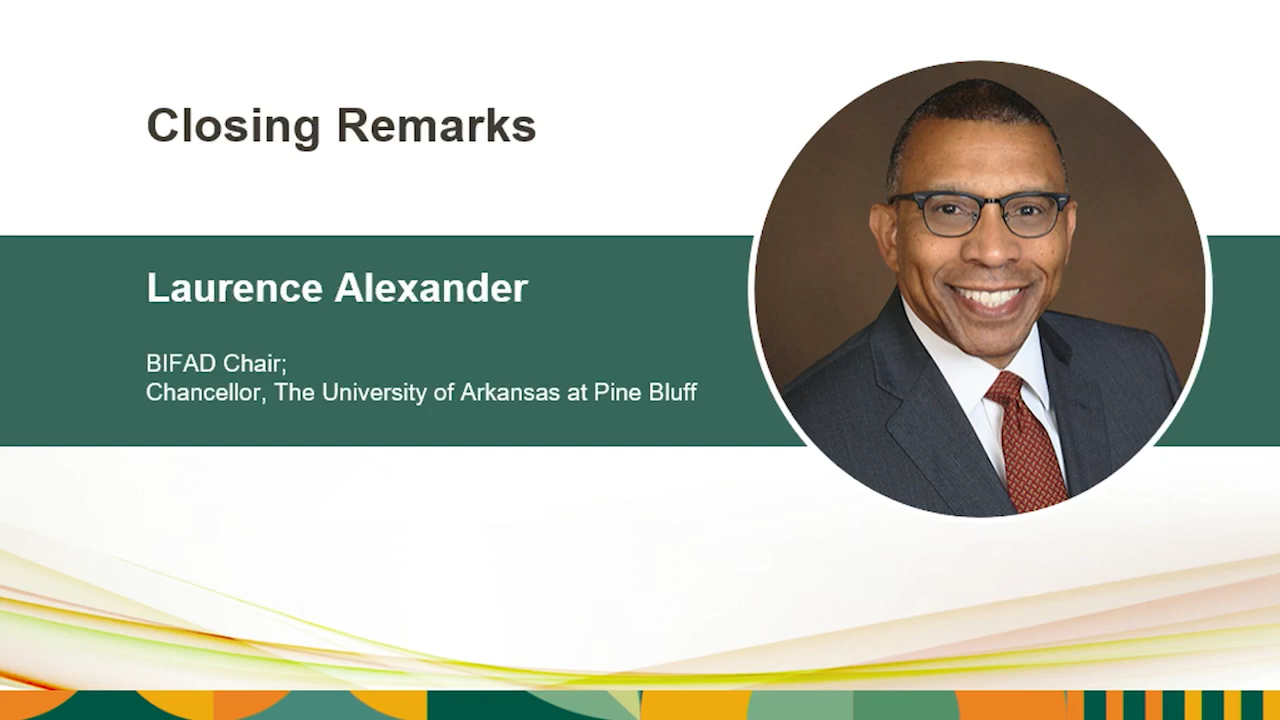 Closing Remarks
Laurence Alexander
BIFAD Chair;
Chancellor, The University of Arkansas at Pine Bluff